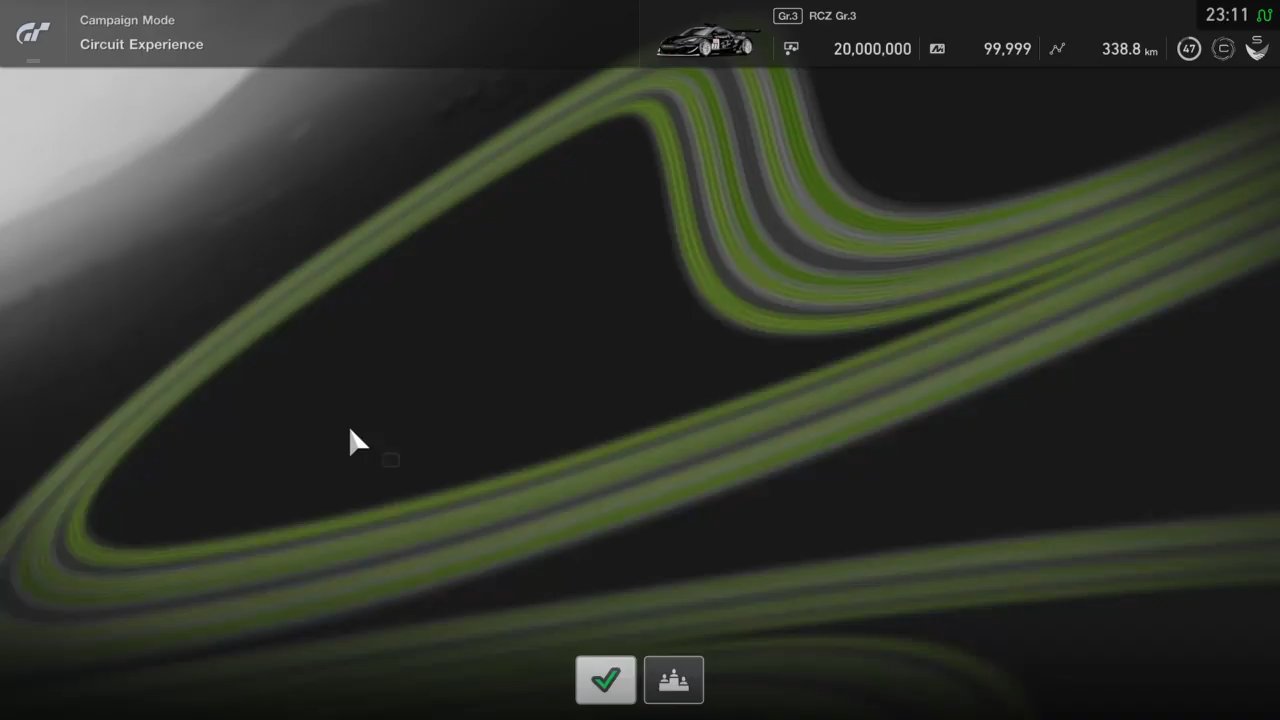 Campaign Mode
Circuit Experience
Gr.3 RCZ Gr.3
20,000,000 99,999 338.8 km 47 C S
23:11